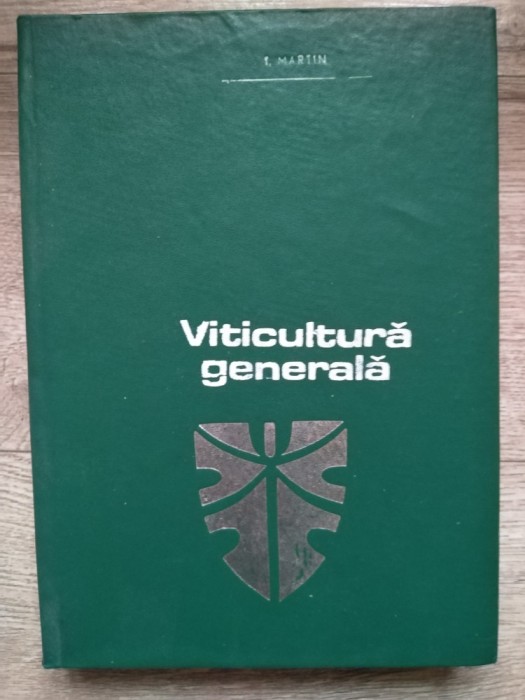 T. MARTIN
Viticultură
generală